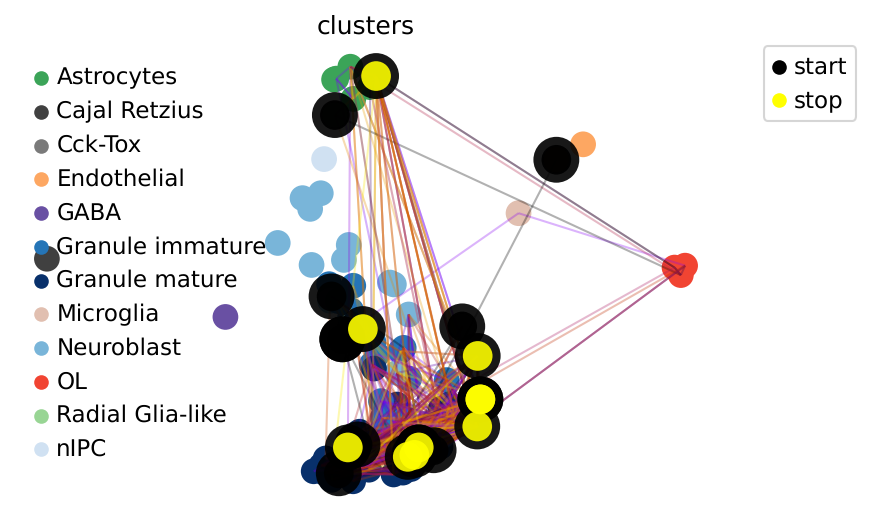 clusters
Astrocytes
Cajal Retzius
Cck-Tox
Endothelial
GABA
Granule immature
Granule mature
Microglia
Neuroblast
OL
Radial Glia-like
nIPC
start
stop